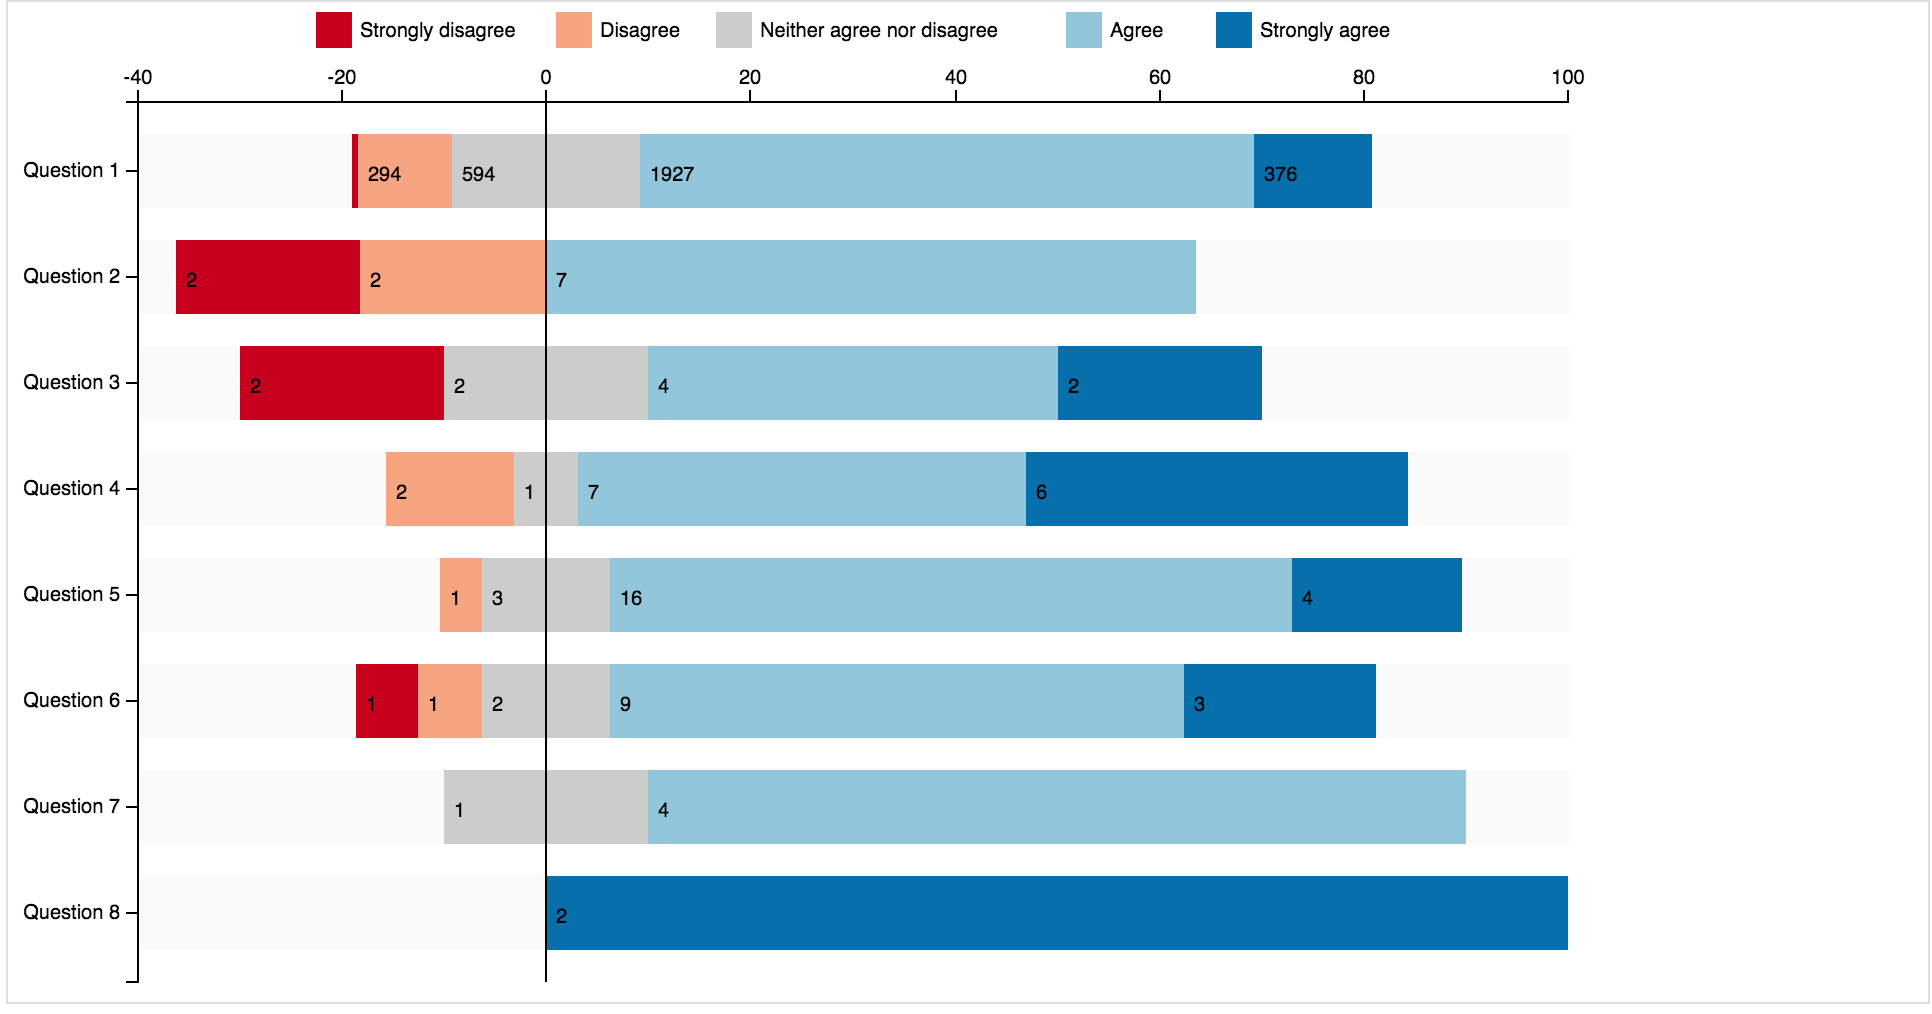 Strongly disagree Disagree Neither agree nor disagree Agree Strongly agree
-40 -20 0 20 40 60 80 100
Question 1 294 594 1927 376
Question 2 2 2 7
Question 3 2 2 4 2
Question 4 2 1 7 6
Question 5 1 3 16 4
Question 6 1 1 2 9 3
Question 7 1 4
Question 8 2